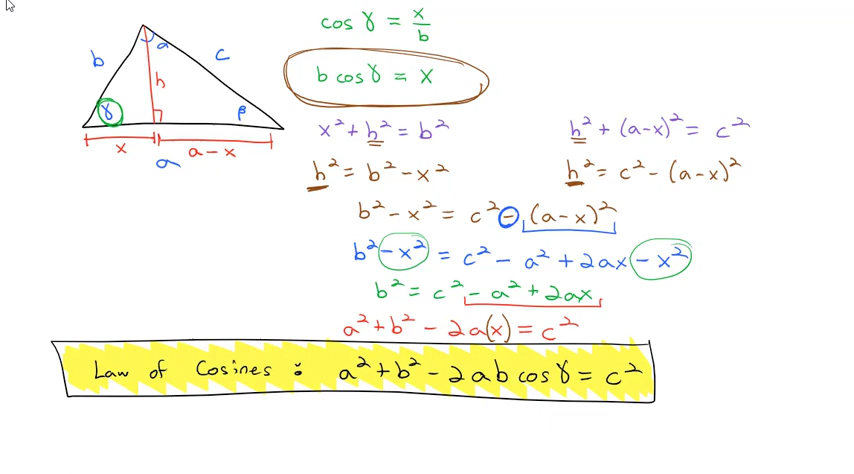 cos γ = x/b
b cos γ = x
b α c
h
γ β
x a - x
a
x² + h² = b²
h² + (a-x)² = c²
h² = b² - x²
h² = c² - (a-x)²
b² - x² = c² - (a-x)²
b² - x² = c² - a² + 2ax - x²
b² = c² - a² + 2ax
a² + b² - 2a(x) = c²
Law of Cosines : a² + b² - 2ab cos γ = c²